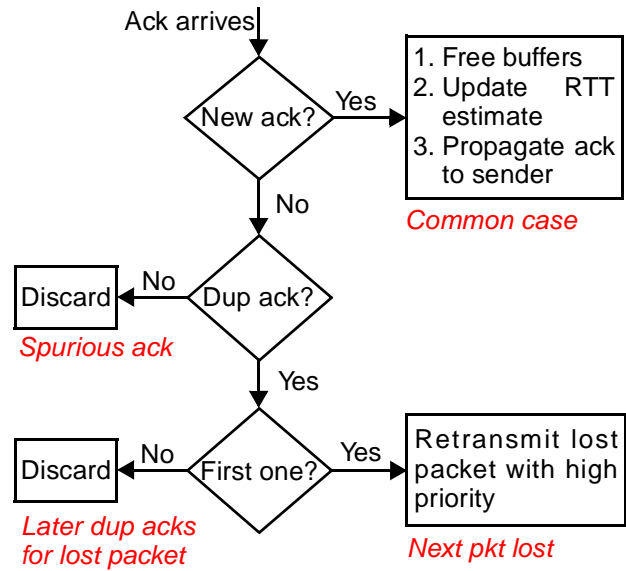 Ack arrives
New ack?
Yes
1. Free buffers
2. Update RTT
estimate
3. Propagate ack
to sender
Common case
No
Dup ack?
No
Discard
Spurious ack
Yes
First one?
No
Discard
Later dup acks
for lost packet
Yes
Retransmit lost
packet with high
priority
Next pkt lost